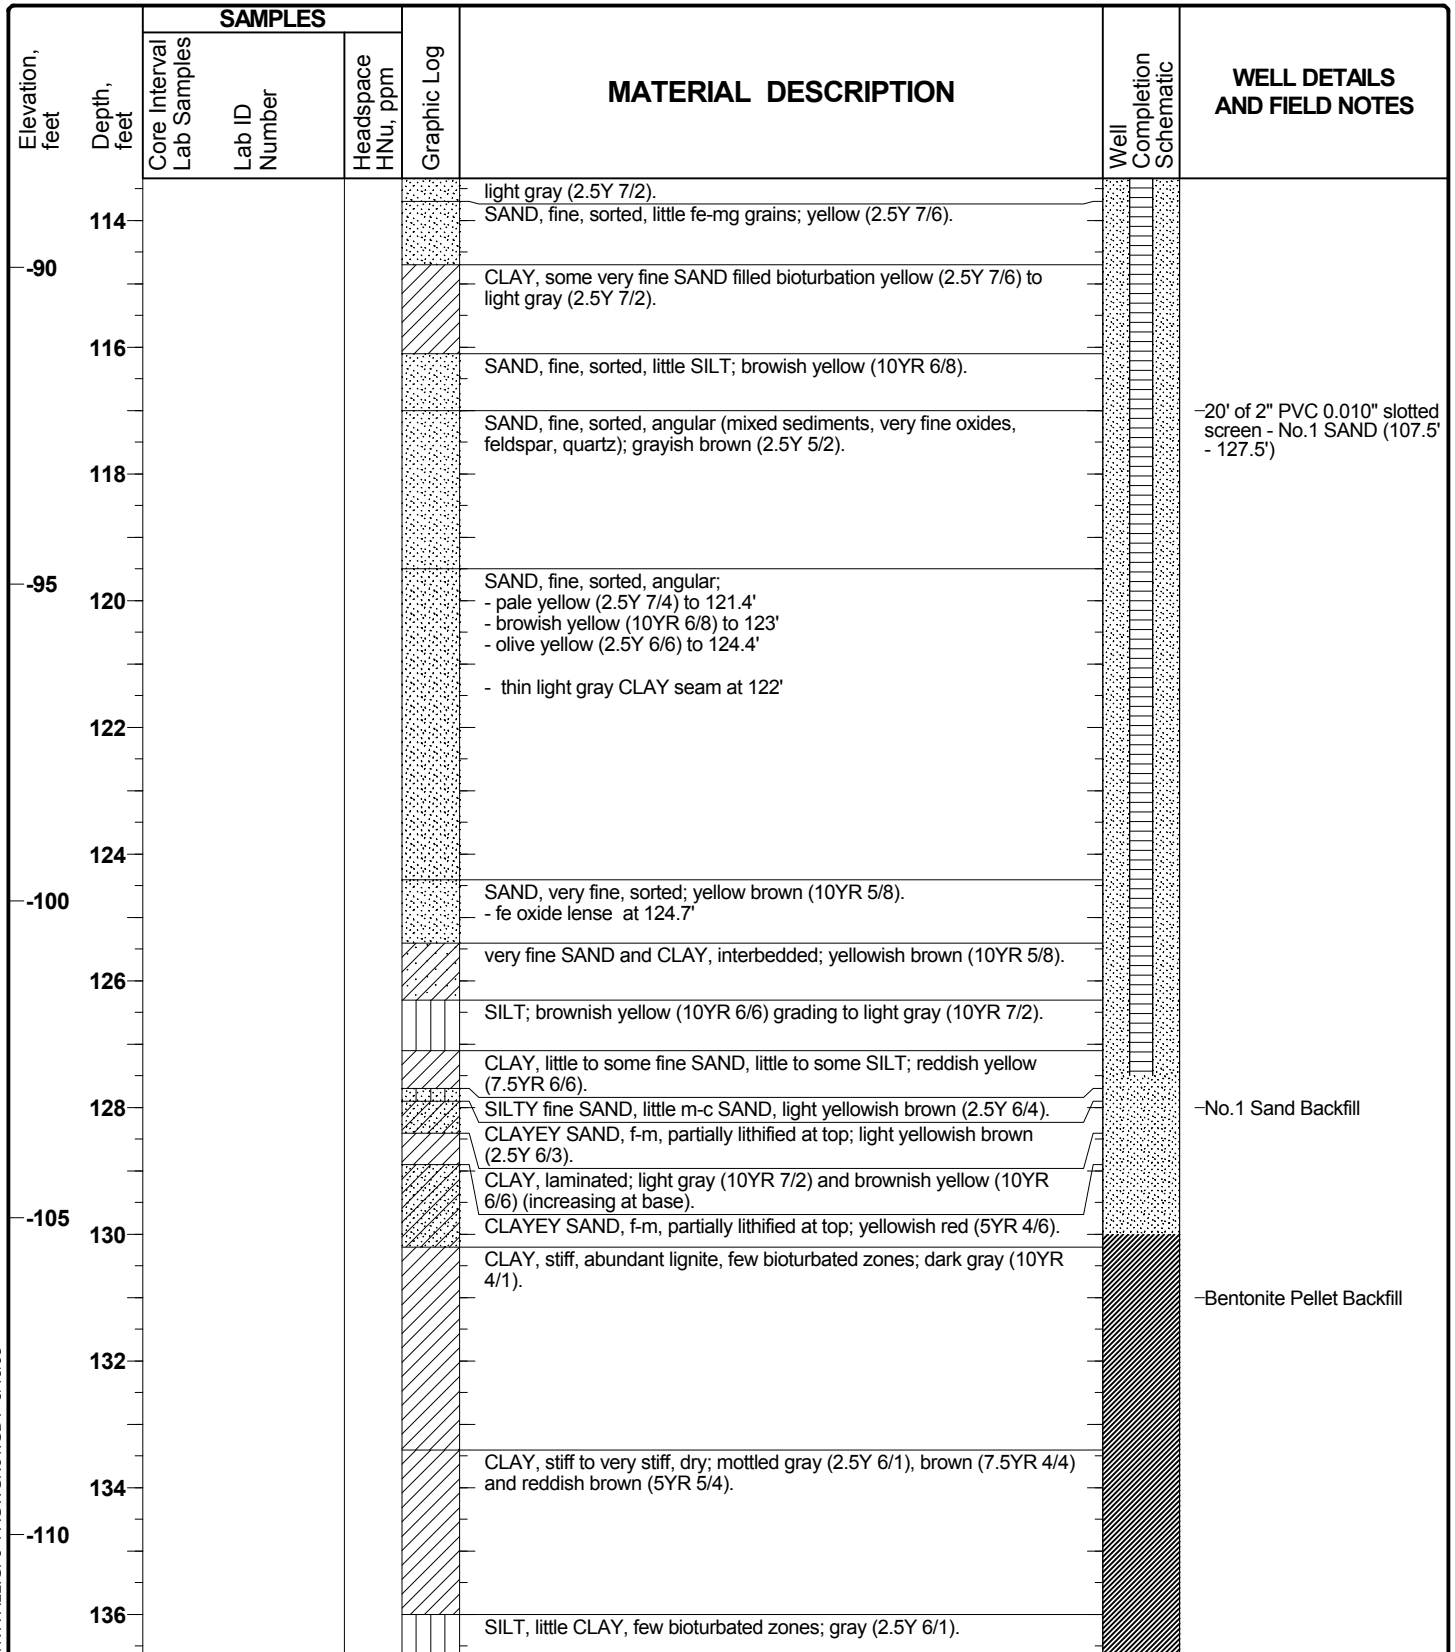 SAMPLES
Elevation,
feet
Depth,
feet
Core Interval
Lab Samples
Lab ID
Number
Headspace
HNu, ppm
Graphic Log
MATERIAL DESCRIPTION
Well
Completion
Schematic
WELL DETAILS
AND FIELD NOTES
light gray (2.5Y 7/2).
114
SAND, fine, sorted, little fe-mg grains; yellow (2.5Y 7/6).
-90
CLAY, some very fine SAND filled bioturbation yellow (2.5Y 7/6) to
light gray (2.5Y 7/2).
116
SAND, fine, sorted, little SILT; browish yellow (10YR 6/8).
SAND, fine, sorted, angular (mixed sediments, very fine oxides,
feldspar, quartz); grayish brown (2.5Y 5/2).
20' of 2" PVC 0.010" slotted
screen - No.1 SAND (107.5'
- 127.5')
118
-95
SAND, fine, sorted, angular;
120
- pale yellow (2.5Y 7/4) to 121.4'
- browish yellow (10YR 6/8) to 123'
- olive yellow (2.5Y 6/6) to 124.4'
- thin light gray CLAY seam at 122'
122
124
-100
SAND, very fine, sorted; yellow brown (10YR 5/8).
- fe oxide lense at 124.7'
very fine SAND and CLAY, interbedded; yellowish brown (10YR 5/8).
126
SILT; brownish yellow (10YR 6/6) grading to light gray (10YR 7/2).
CLAY, little to some fine SAND, little to some SILT; reddish yellow
(7.5YR 6/6).
128
SILTY fine SAND, little m-c SAND, light yellowish brown (2.5Y 6/4).
No.1 Sand Backfill
CLAYEY SAND, f-m, partially lithified at top; light yellowish brown
(2.5Y 6/3).
CLAY, laminated; light gray (10YR 7/2) and brownish yellow (10YR
6/6) (increasing at base).
-105
130
CLAYEY SAND, f-m, partially lithified at top; yellowish red (5YR 4/6).
CLAY, stiff, abundant lignite, few bioturbated zones; dark gray (10YR
4/1).
Bentonite Pellet Backfill
132
CLAY, stiff to very stiff, dry; mottled gray (2.5Y 6/1), brown (7.5YR 4/4)
and reddish brown (5YR 5/4).
134
-110
136
SILT, little CLAY, few bioturbated zones; gray (2.5Y 6/1).